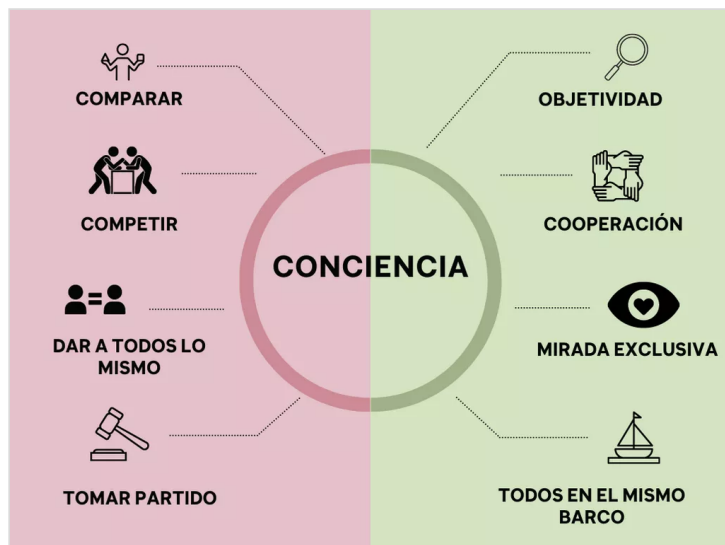 COMPARAR
COMPETIR
DAR A TODOS LO
MISMO
TOMAR PARTIDO
CONCIENCIA
OBJETIVIDAD
COOPERACIÓN
MIRADA EXCLUSIVA
TODOS EN EL MISMO
BARCO